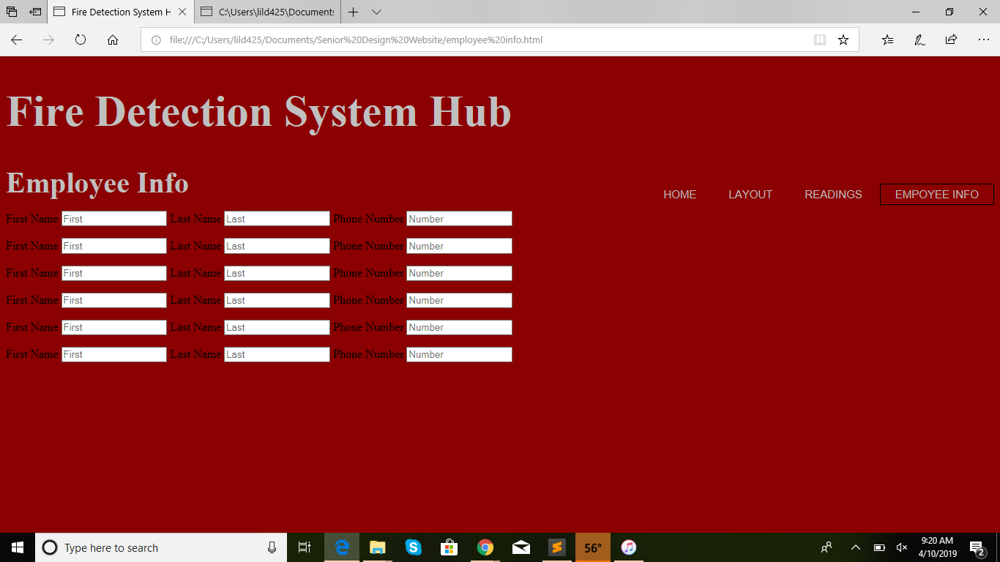 Fire Detection System H
C:\Users\lild425\Documents
file:///C:/Users/lild425/Documents/Senior%20Design%20Website/employee%20info.html
Fire Detection System Hub
Employee Info
HOME LAYOUT READINGS EMPOYEE INFO
First Name First Last Name Last Phone Number Number
First Name First Last Name Last Phone Number Number
First Name First Last Name Last Phone Number Number
First Name First Last Name Last Phone Number Number
First Name First Last Name Last Phone Number Number
First Name First Last Name Last Phone Number Number
Type here to search
56°
9:20 AM
4/10/2019
2